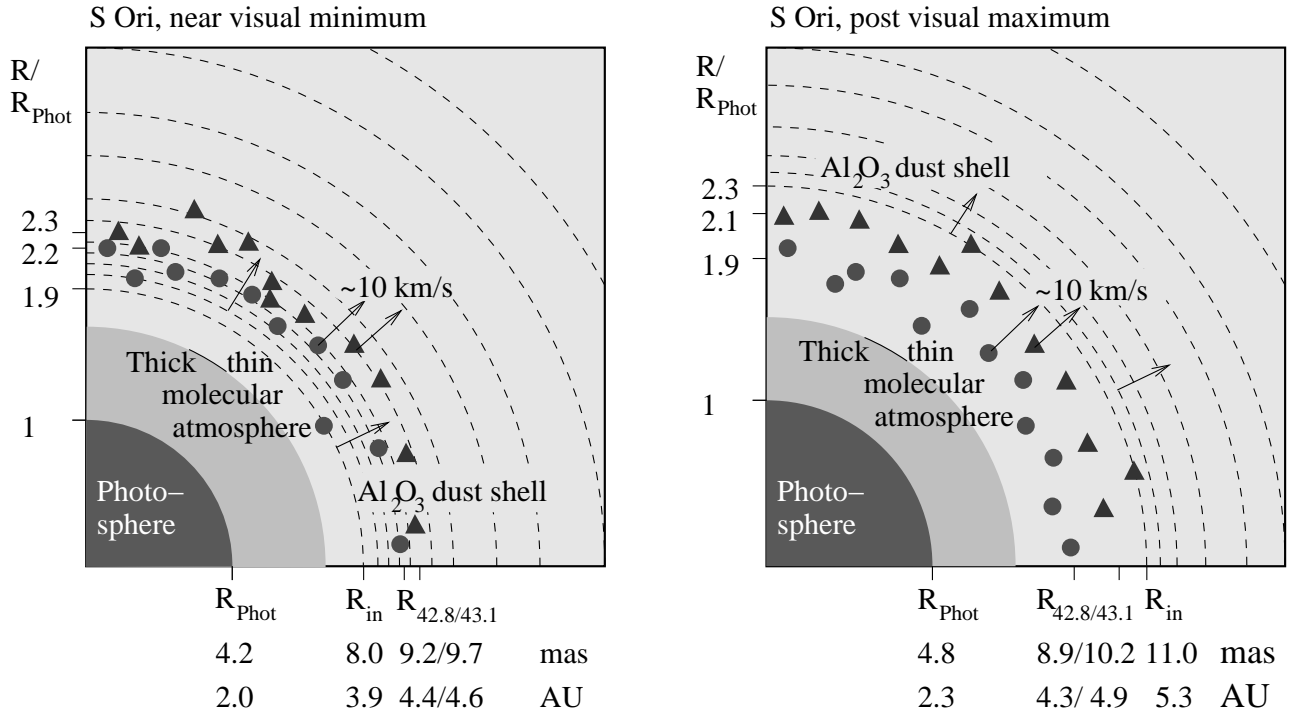 S Ori, near visual minimum
R/
R_Phot
2.3
2.2
1.9
1
~10 km/s
Thick thin
molecular
atmosphere
Al_2O_3 dust shell
Photo–
sphere
R_Phot R_in R_42.8/43.1
4.2 8.0 9.2/9.7 mas
2.0 3.9 4.4/4.6 AU
S Ori, post visual maximum
R/
R_Phot
Al_2O_3 dust shell
2.3
2.1
1.9
1
~10 km/s
Thick thin
molecular
atmosphere
Photo–
sphere
R_Phot R_42.8/43.1 R_in
4.8 8.9/10.2 11.0 mas
2.3 4.3/ 4.9 5.3 AU